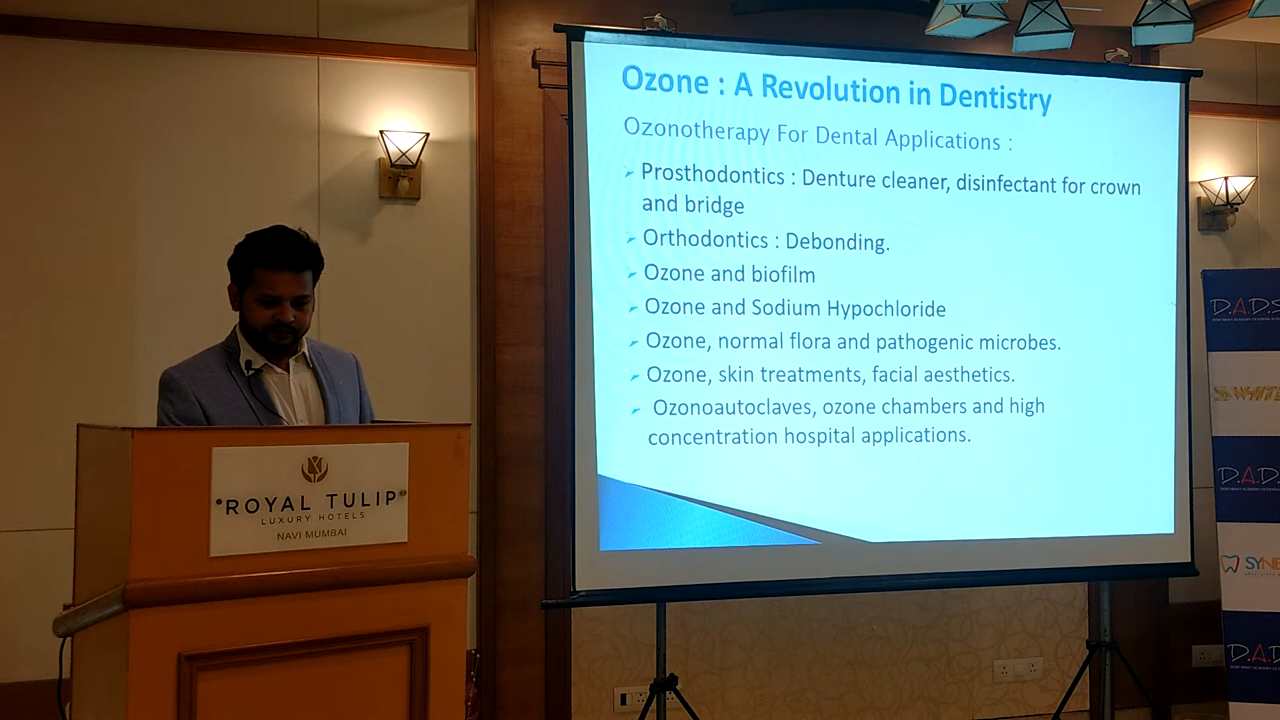 Ozone : A Revolution in Dentistry
Ozonotherapy For Dental Applications :
Prosthodontics : Denture cleaner, disinfectant for crown
and bridge
Orthodontics : Debonding.
Ozone and biofilm
Ozone and Sodium Hypochloride
Ozone, normal flora and pathogenic microbes.
Ozone, skin treatments, facial aesthetics.
Ozonoautoclaves, ozone chambers and high
concentration hospital applications.
ROYAL TULIP
LUXURY HOTELS
NAVI MUMBAI
D.A.D.S
WHITE
D.A.D.
SYNE
D.A.D